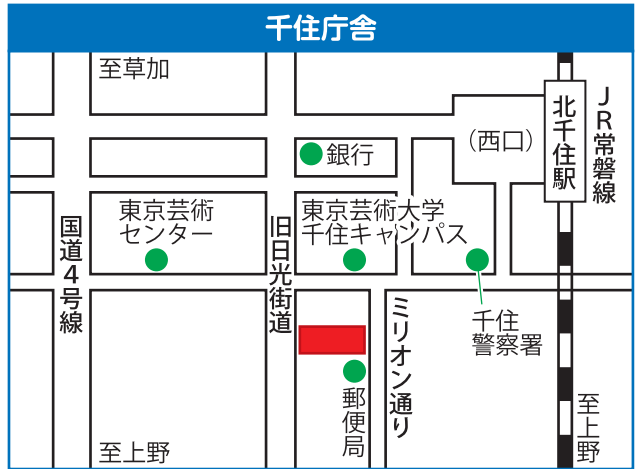 千住庁舎
至草加
銀行
（西口）
北千住駅
ＪＲ常磐線
東京芸術
センター
東京芸術大学
千住キャンパス
国道４号線
旧日光街道
千住
警察署
ミリオン通り
郵便局
至上野
至上野